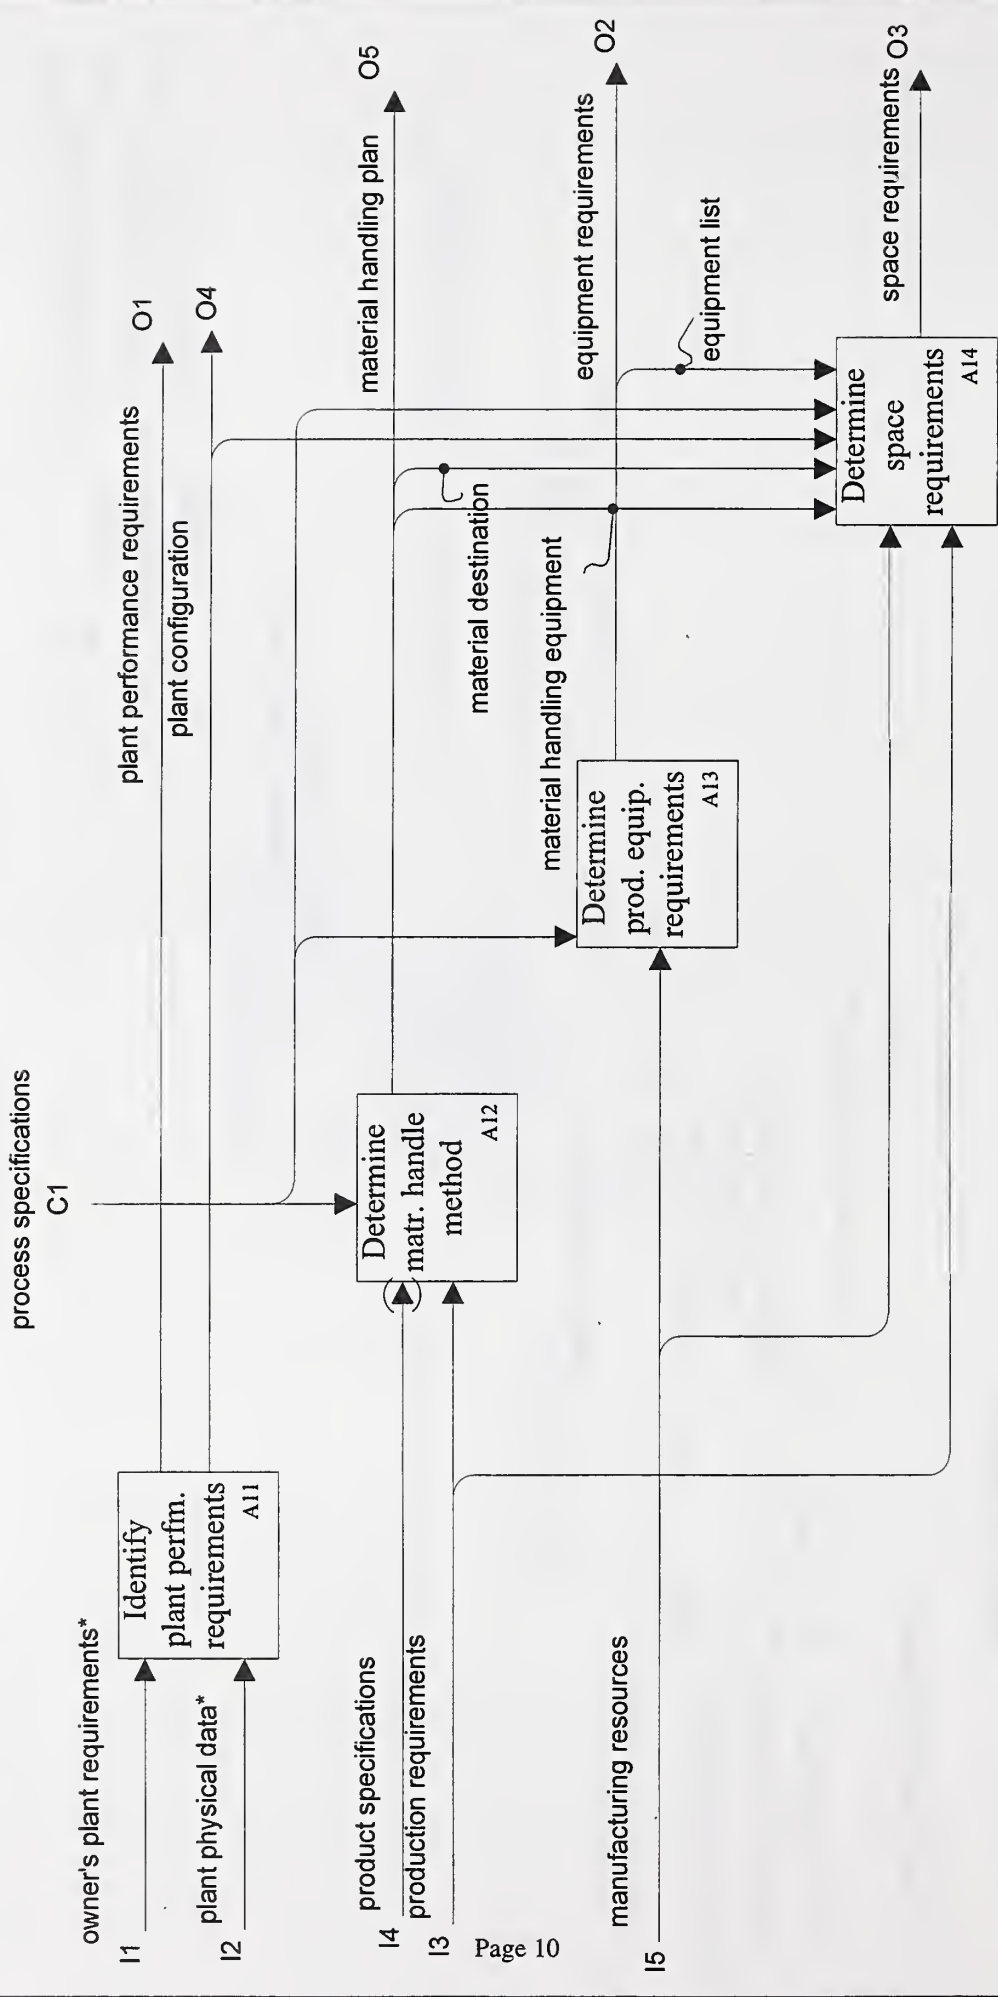 process specifications
C1
owner's plant requirements*
I1
plant physical data*
I2
Identify
plant perfm.
requirements
A11
plant performance requirements
O1
plant configuration
O4
product specifications
I4
production requirements
I3
Determine
matr. handle
method
A12
material handling plan
O5
material destination
material handling equipment
manufacturing resources
I5
Determine
prod. equip.
requirements
A13
equipment requirements
O2
equipment list
Determine
space
requirements
A14
space requirements
O3
Page 10